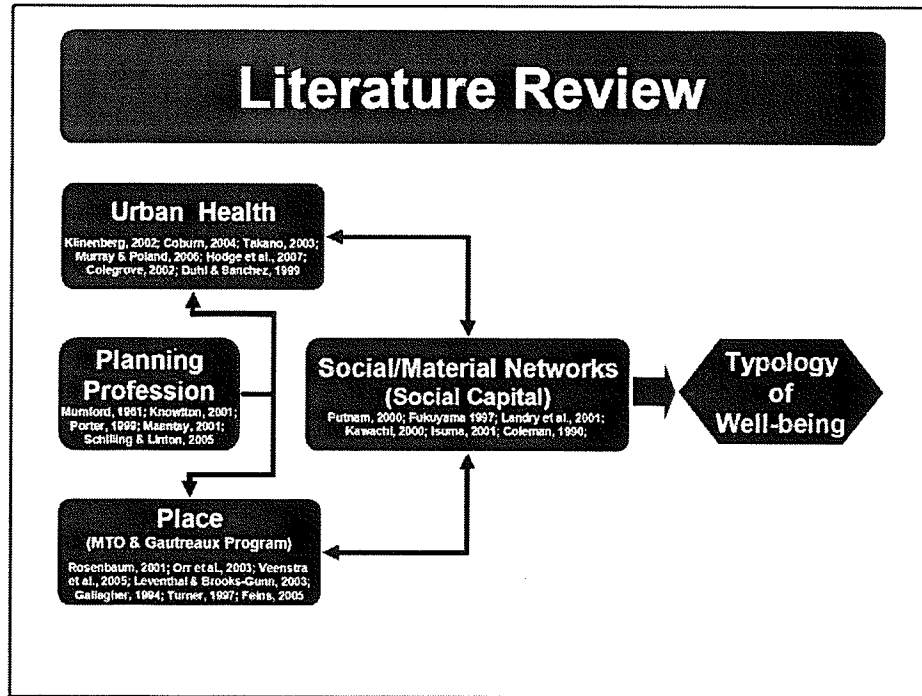 Literature Review
Urban Health
Klinenberg, 2002; Coburn, 2004; Takano, 2003;
Murray & Poland, 2006; Hodge et al., 2007;
Colegrove, 2002; Duhl & Sanchez, 1999
Planning
Profession
Mumford, 1961; Knowlton, 2001;
Porter, 1999; Maantay, 2001;
Schilling & Linton, 2005
Social/Material Networks
(Social Capital)
Putnam, 2000; Fukuyama 1997; Landry et al., 2001;
Kawachi, 2000; Isuma, 2001; Coleman, 1990;
Typology
of
Well-being
Place
(MTO & Gautreaux Program)
Rosenbaum, 2001; Orr et al., 2003; Veenstra
et al., 2005; Leventhal & Brooks-Gunn, 2003;
Gallagher, 1994; Turner, 1997; Feins, 2005